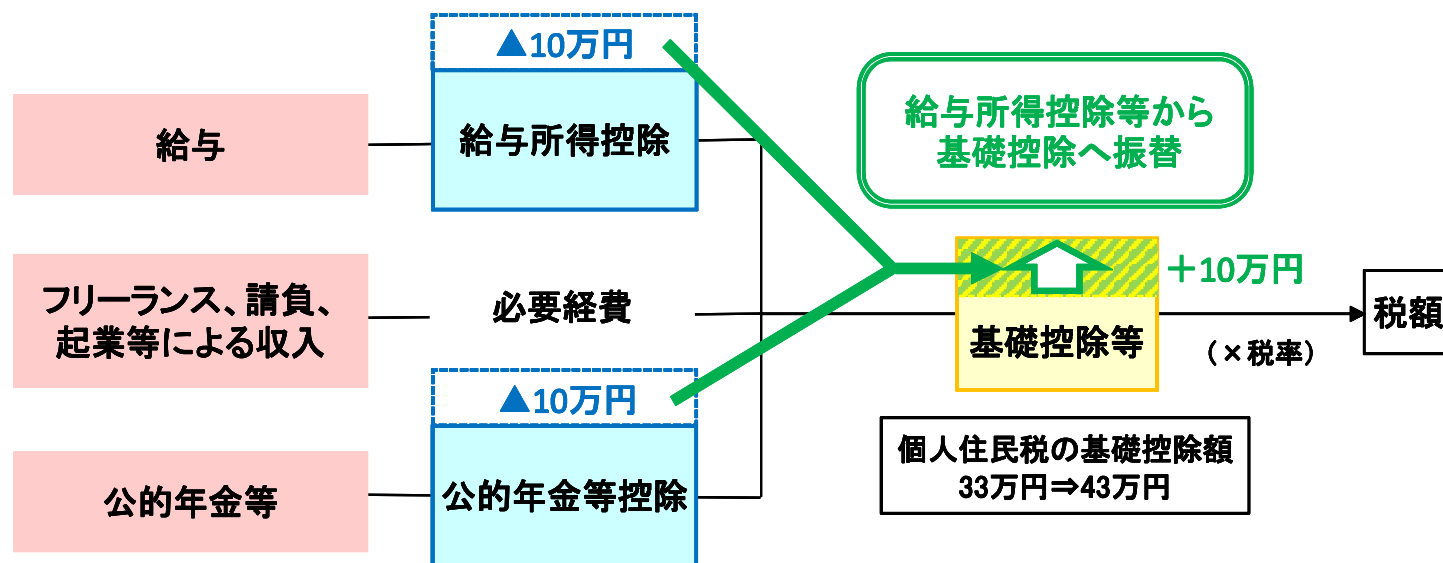 ▲10万円
給与
給与所得控除
給与所得控除等から
基礎控除へ振替
フリーランス、請負、
起業等による収入
必要経費
+10万円
基礎控除等
(×税率)
税額
▲10万円
公的年金等
公的年金等控除
個人住民税の基礎控除額
33万円⇒43万円